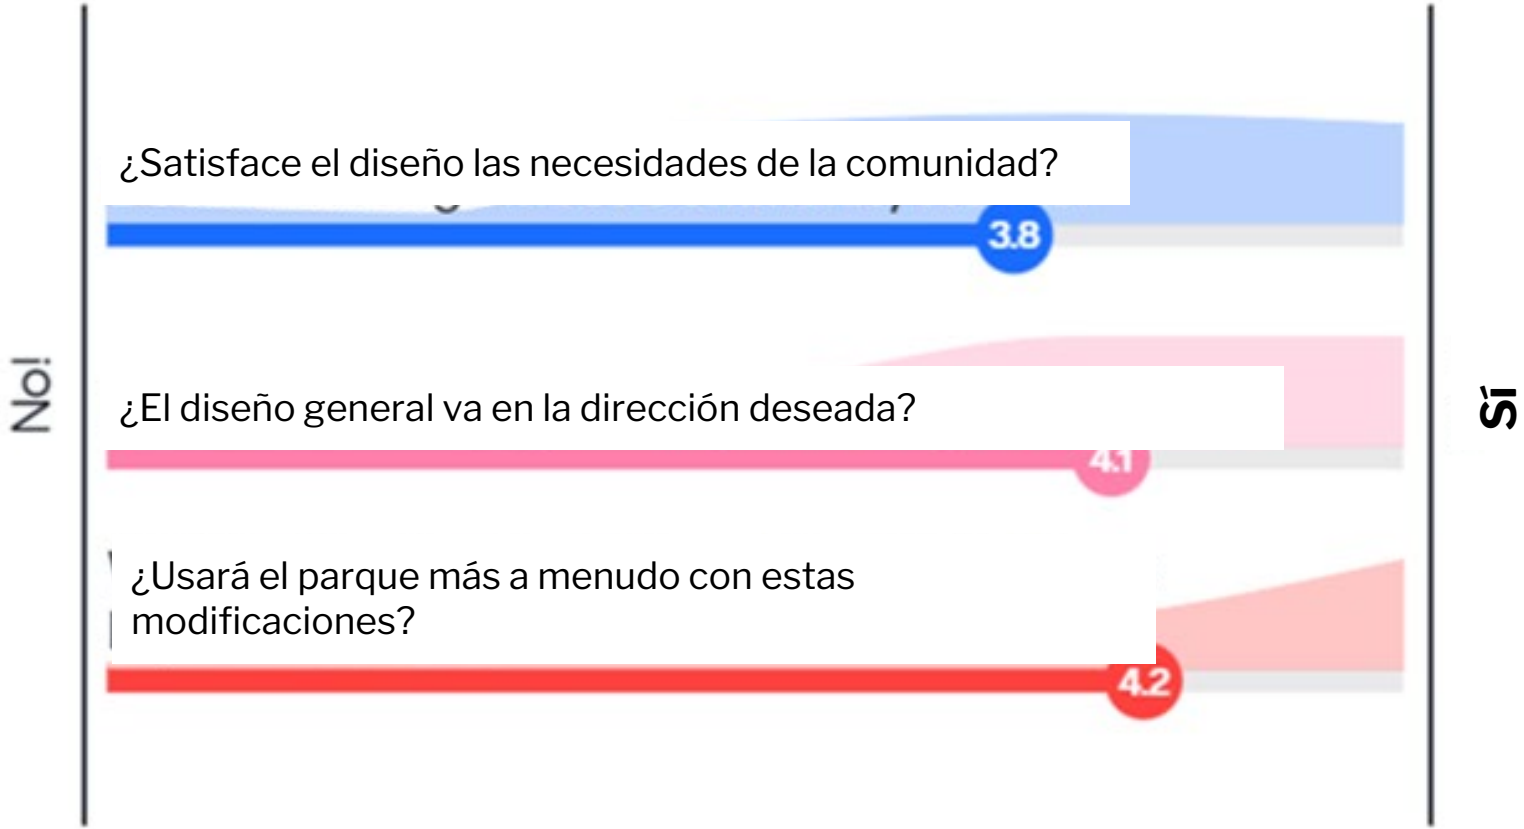 ¿Satisface el diseño las necesidades de la comunidad?
3.8
No!
¿El diseño general va en la dirección deseada?
Sì
4.1
¿Usará el parque más a menudo con estas
modificaciones?
4.2